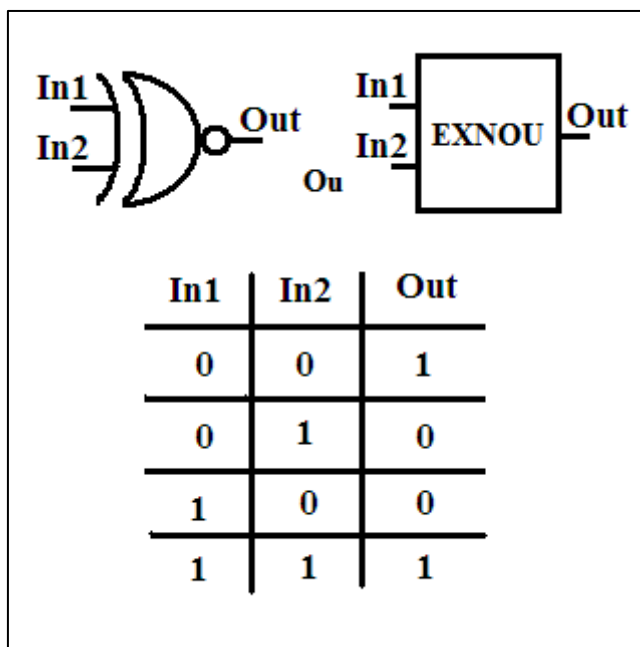 In1 In1
Out Out
EXNOU
In2 In2
Ou
In1 In2 Out
0 0 1
0 1 0
1 0 0
1 1 1